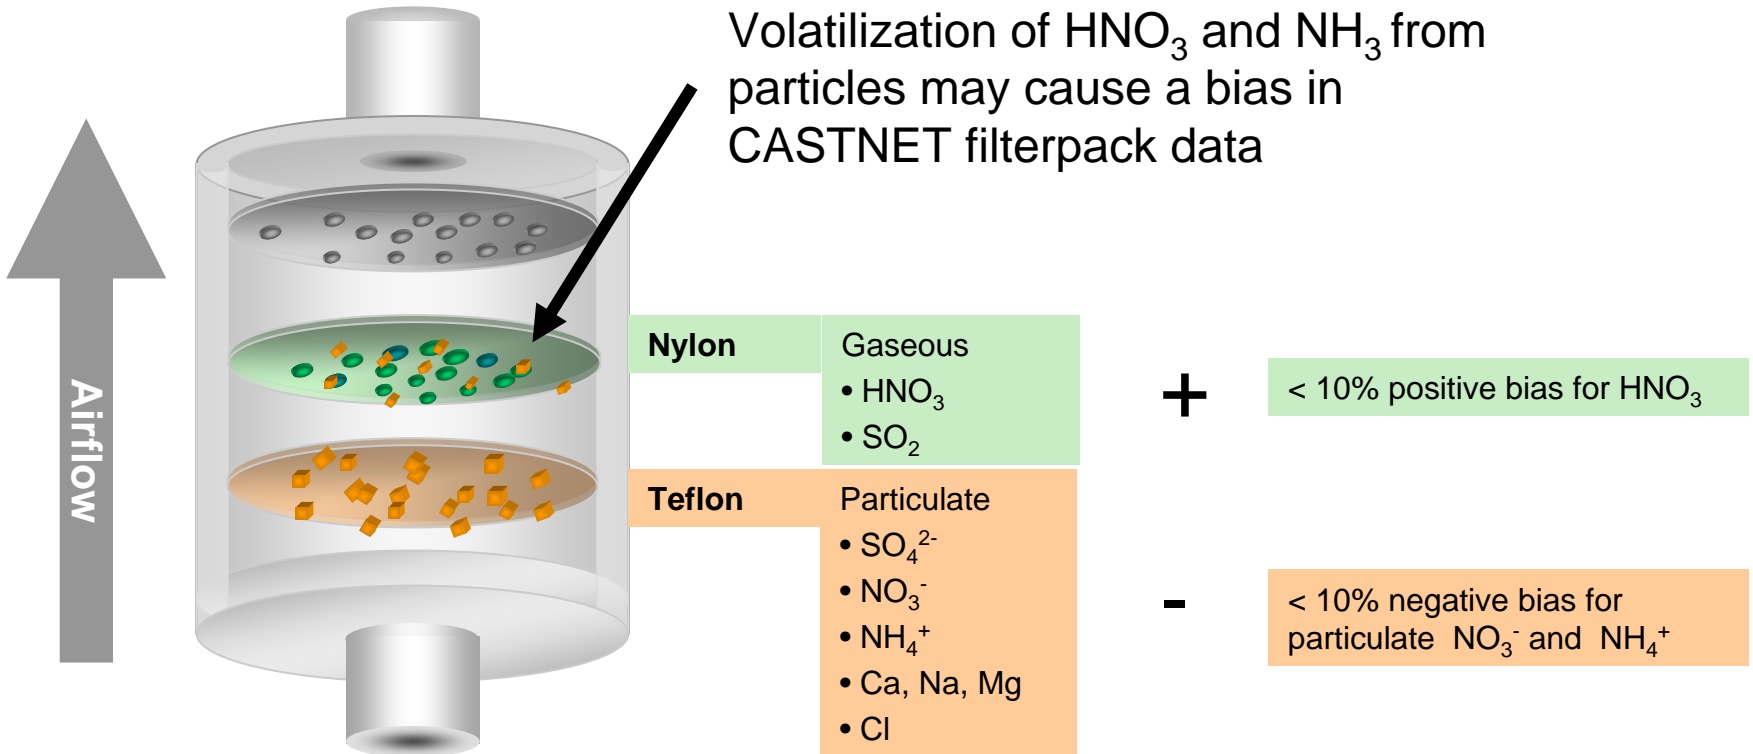 Volatilization of HNO₃ and NH₃ from
particles may cause a bias in
CASTNET filterpack data
Airflow
Nylon
Gaseous
• HNO₃
• SO₂
+
< 10% positive bias for HNO₃
Teflon
Particulate
• SO₄²⁻
• NO₃⁻
• NH₄⁺
• Ca, Na, Mg
• Cl
-
< 10% negative bias for
particulate NO₃⁻ and NH₄⁺